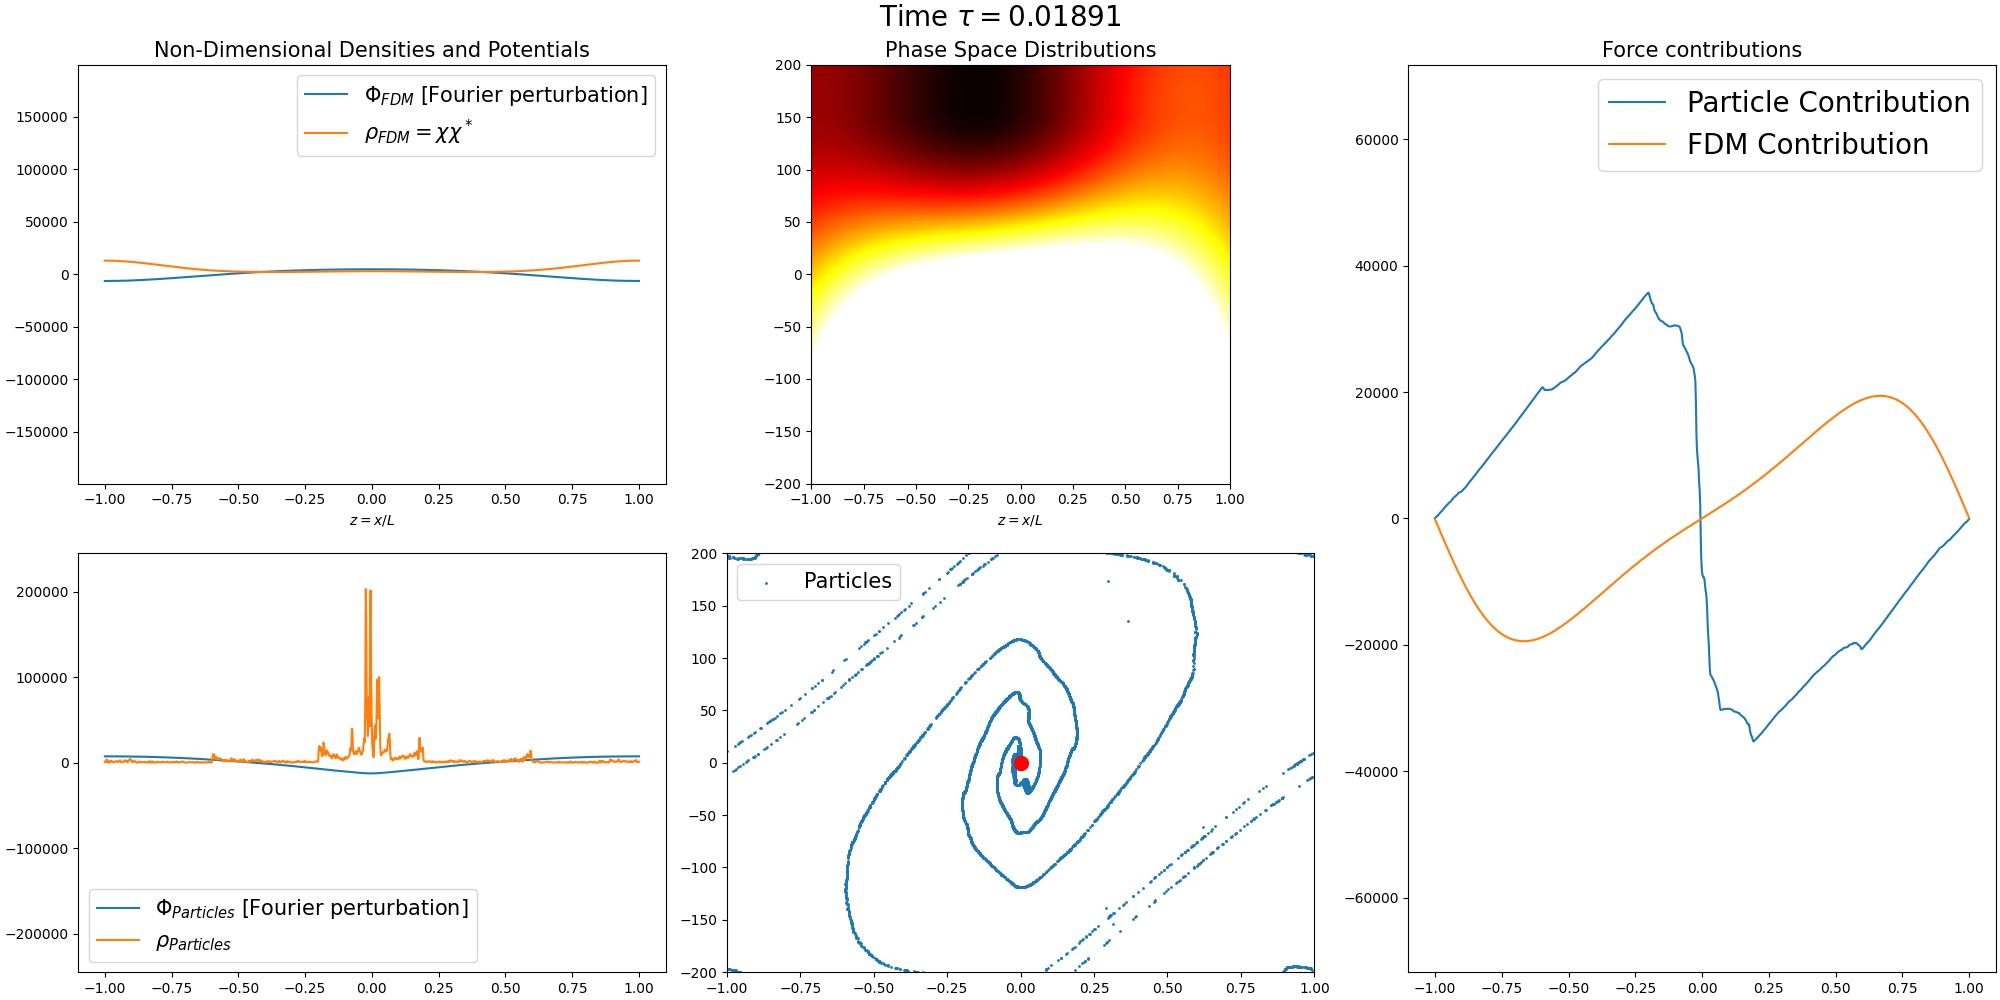 Time τ = 0.01891
Non-Dimensional Densities and Potentials
Φ_FDM [Fourier perturbation]
ρ_FDM = χχ*
150000
100000
50000
0
−50000
−100000
−150000
−1.00 −0.75 −0.50 −0.25 0.00 0.25 0.50 0.75 1.00
z = x/L
Phase Space Distributions
200
150
100
50
0
−50
−100
−150
−200
−1.00 −0.75 −0.50 −0.25 0.00 0.25 0.50 0.75 1.00
z = x/L
Force contributions
Particle Contribution
FDM Contribution
60000
40000
20000
0
−20000
−40000
−60000
−1.00 −0.75 −0.50 −0.25 0.00 0.25 0.50 0.75 1.00
200000
100000
0
−100000
−200000
Φ_Particles [Fourier perturbation]
ρ_Particles
−1.00 −0.75 −0.50 −0.25 0.00 0.25 0.50 0.75 1.00
Particles
200
150
100
50
0
−50
−100
−150
−200
−1.00 −0.75 −0.50 −0.25 0.00 0.25 0.50 0.75 1.00